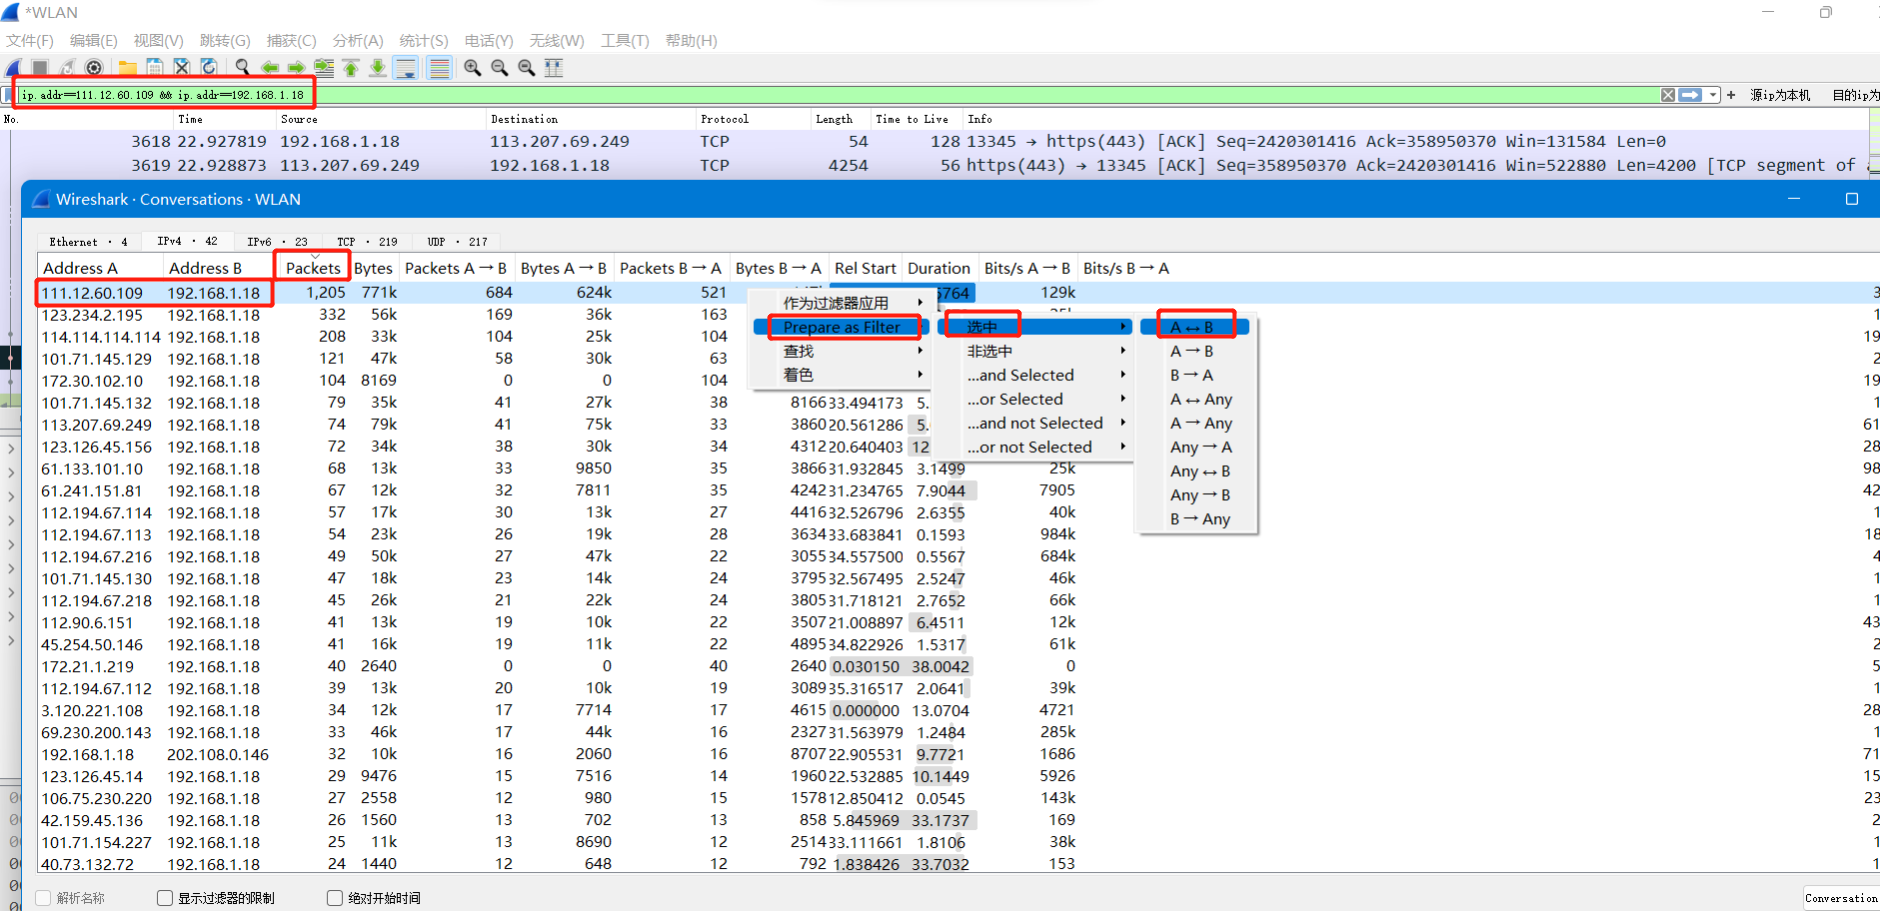 *WLAN
文件(F) 编辑(E) 视图(V) 跳转(G) 捕获(C) 分析(A) 统计(S) 电话(Y) 无线(W) 工具(T) 帮助(H)
ip.addr==111.12.60.109 && ip.addr==192.168.1.18 + 源ip为本机 目的ip为
No. Time Source Destination Protocol Length Time to Live Info
3618 22.927819 192.168.1.18 113.207.69.249 TCP 54 128 13345 → https(443) [ACK] Seq=2420301416 Ack=358950370 Win=131584 Len=0
3619 22.928873 113.207.69.249 192.168.1.18 TCP 4254 56 https(443) → 13345 [ACK] Seq=358950370 Ack=2420301416 Win=522880 Len=4200 [TCP segment of
Wireshark · Conversations · WLAN
Ethernet · 4 IPv4 · 42 IPv6 · 23 TCP · 219 UDP · 217
Address A Address B Packets Bytes Packets A → B Bytes A → B Packets B → A Bytes B → A Rel Start Duration Bits/s A → B Bits/s B → A
111.12.60.109 192.168.1.18 1,205 771k 684 624k 521 5764 129k 3
123.234.2.195 192.168.1.18 332 56k 169 36k 163 1
114.114.114.114 192.168.1.18 208 33k 104 25k 104 19
101.71.145.129 192.168.1.18 121 47k 58 30k 63 2
172.30.102.10 192.168.1.18 104 8169 0 0 104 19
101.71.145.132 192.168.1.18 79 35k 41 27k 38 8166 33.494173 5. 1
113.207.69.249 192.168.1.18 74 79k 41 75k 33 3860 20.561286 5. 61
123.126.45.156 192.168.1.18 72 34k 38 30k 34 4312 20.640403 12 28
61.133.101.10 192.168.1.18 68 13k 33 9850 35 3866 31.932845 3.1499 25k 98
61.241.151.81 192.168.1.18 67 12k 32 7811 35 4242 31.234765 7.9044 7905 42
112.194.67.114 192.168.1.18 57 17k 30 13k 27 4416 32.526796 2.6355 40k 1
112.194.67.113 192.168.1.18 54 23k 26 19k 28 3634 33.683841 0.1593 984k 18
112.194.67.216 192.168.1.18 49 50k 27 47k 22 3055 34.557500 0.5567 684k 4
101.71.145.130 192.168.1.18 47 18k 23 14k 24 3795 32.567495 2.5247 46k 1
112.194.67.218 192.168.1.18 45 26k 21 22k 24 3805 31.718121 2.7652 66k 1
112.90.6.151 192.168.1.18 41 13k 19 10k 22 3507 21.008897 6.4511 12k 43
45.254.50.146 192.168.1.18 41 16k 19 11k 22 4895 34.822926 1.5317 61k 2
172.21.1.219 192.168.1.18 40 2640 0 0 40 2640 0.030150 38.0042 0 5
112.194.67.112 192.168.1.18 39 13k 20 10k 19 3089 35.316517 2.0641 39k 1
3.120.221.108 192.168.1.18 34 12k 17 7714 17 4615 0.000000 13.0704 4721 28
69.230.200.143 192.168.1.18 33 46k 17 44k 16 2327 31.563979 1.2484 285k 1
192.168.1.18 202.108.0.146 32 10k 16 2060 16 8707 22.905531 9.7721 1686 71
123.126.45.14 192.168.1.18 29 9476 15 7516 14 1960 22.532885 10.1449 5926 15
106.75.230.220 192.168.1.18 27 2558 12 980 15 1578 12.850412 0.0545 143k 23
42.159.45.136 192.168.1.18 26 1560 13 702 13 858 5.845969 33.1737 169 2
101.71.154.227 192.168.1.18 25 11k 13 8690 12 2514 33.111661 1.8106 38k 1
40.73.132.72 192.168.1.18 24 1440 12 648 12 792 1.838426 33.7032 153 1
作为过滤器应用
Prepare as Filter
查找
着色
选中
非选中
...and Selected
...or Selected
...and not Selected
...or not Selected
A ↔ B
A → B
B → A
A ↔ Any
A → Any
Any → A
Any ↔ B
Any → B
B → Any
解析名称 显示过滤器的限制 绝对开始时间 Conversation